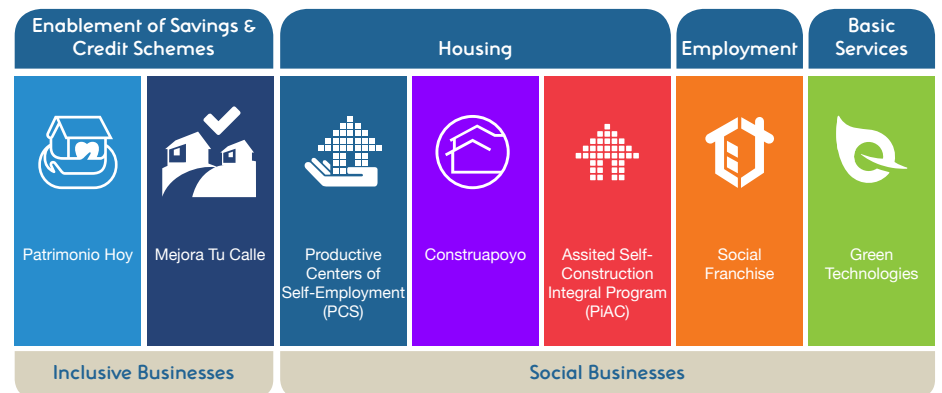 Enablement of Savings &
Credit Schemes
Housing
Employment
Basic
Services
Patrimonio Hoy
Mejora Tu Calle
Productive
Centers of
Self-Employment
(PCS)
Construapoyo
Assited Self-
Construction
Integral Program
(PiAC)
Social
Franchise
Green
Technologies
Inclusive Businesses
Social Businesses